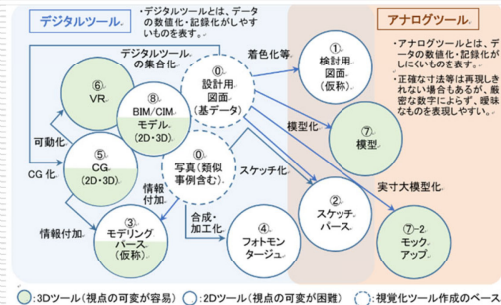 デジタルツール
・デジタルツールとは、データ
の数値化・記録化がしやす
いものを表す。
アナログツール
・アナログツールとは、デ
ータの数値化・記録化が
しにくいものを表す。
・正確な寸法等は再現しき
れない場合もあるが、厳
密な数字によらず、曖昧
なものを表現しやすい。
デジタルツール
の集合化
着色化等
①
検討用
図面
(仮称)
⓪
設計用
図面
(基データ)
⑥
VR
⑧
BIM/CIM
モデル
(2D・3D)
模型化
⑦
模型
可動化
CG 化
⑤
CG
(2D・3D)
⓪
写真(類似
事例含む)
スケッチ化
実寸大模型化
情報
付加
②
スケッチ
パース
情報付加
③
モデリング
パース
(仮称)
合成・
加工化
④
フォトモン
タージュ
⑦-2
モック
アップ
:3Dツール(視点の可変が容易)
:2Dツール(視点の可変が困難)
:視覚化ツール作成のベース